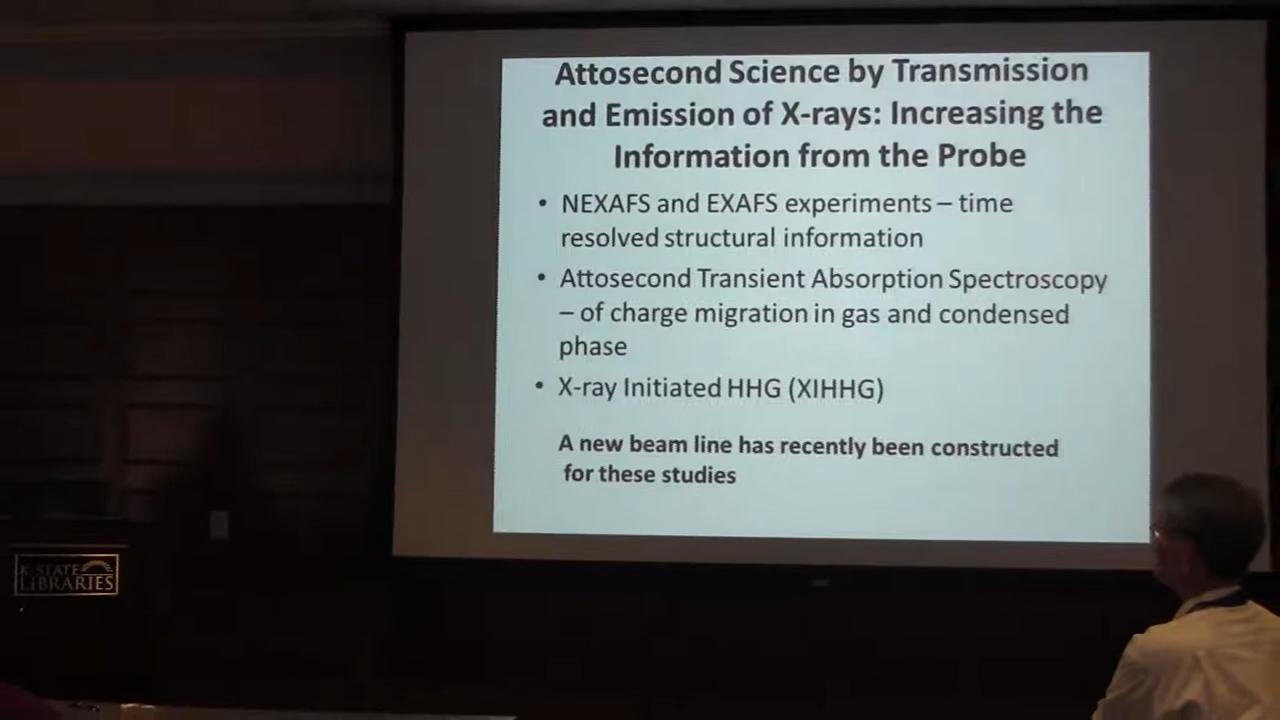 Attosecond Science by Transmission
and Emission of X-rays: Increasing the
Information from the Probe
• NEXAFS and EXAFS experiments – time
resolved structural information
• Attosecond Transient Absorption Spectroscopy
– of charge migration in gas and condensed
phase
• X-ray Initiated HHG (XIHHG)
A new beam line has recently been constructed
for these studies
K-STATE
LIBRARIES